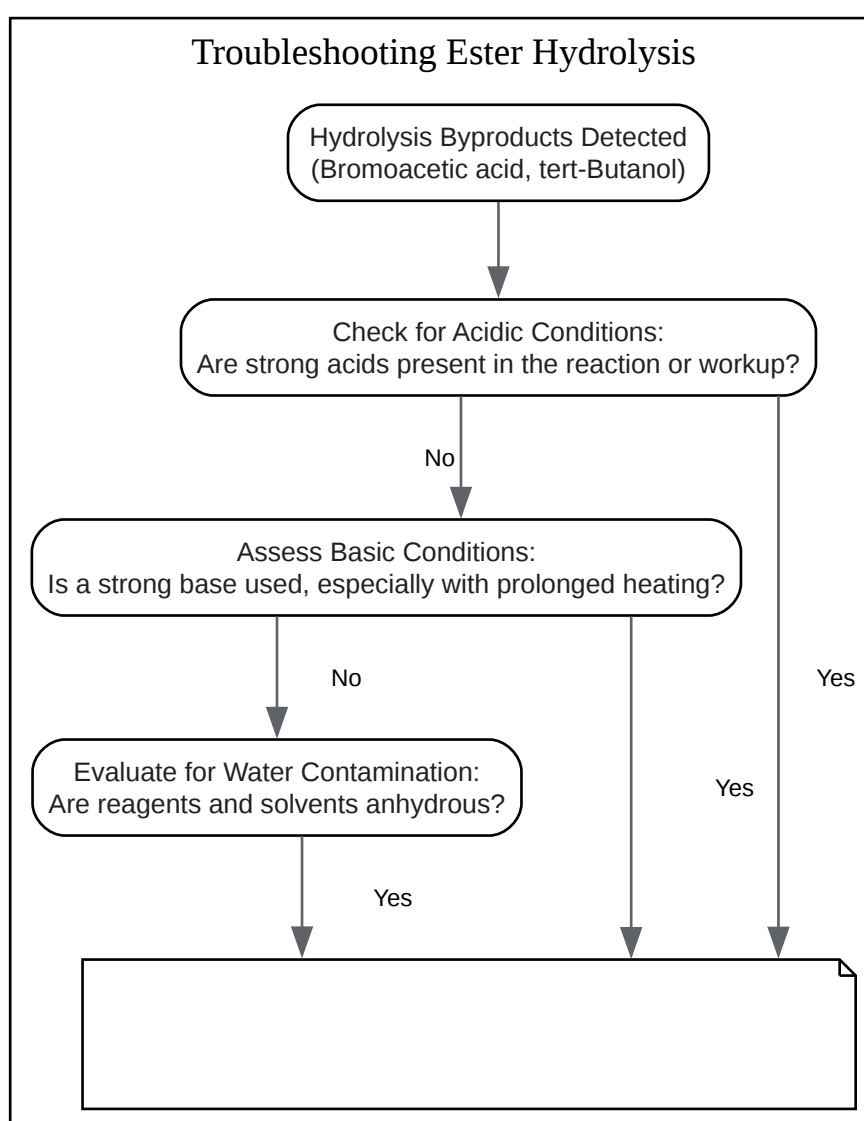 Troubleshooting Ester Hydrolysis
Hydrolysis Byproducts Detected
(Bromoacetic acid, tert-Butanol)
Check for Acidic Conditions:
Are strong acids present in the reaction or workup?
No
Assess Basic Conditions:
Is a strong base used, especially with prolonged heating?
No
Yes
Evaluate for Water Contamination:
Are reagents and solvents anhydrous?
Yes
Yes